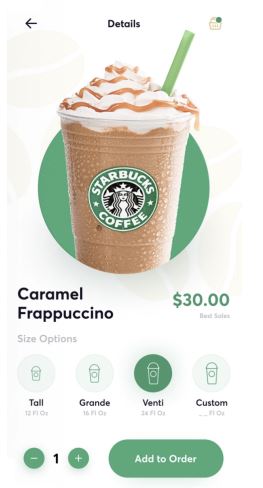 Details
STARBUCKS
COFFEE
Caramel
Frappuccino
$30.00
Best Sales
Size Options
Tall
Grande
Venti
Custom
12 Fl Oz
16 Fl Oz
24 Fl Oz
_ _ Fl Oz
− 1 +
Add to Order